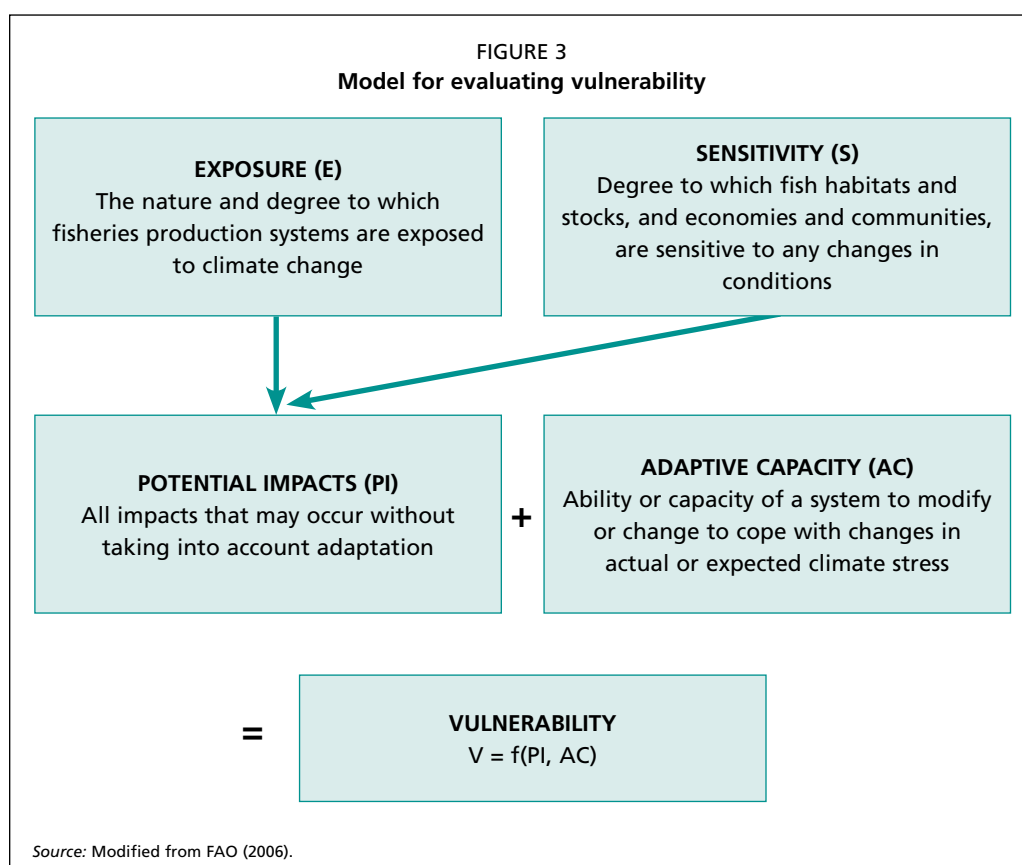 FIGURE 3
Model for evaluating vulnerability
EXPOSURE (E)
The nature and degree to which
fisheries production systems are exposed
to climate change
SENSITIVITY (S)
Degree to which fish habitats and
stocks, and economies and communities,
are sensitive to any changes in
conditions
POTENTIAL IMPACTS (PI)
All impacts that may occur without
taking into account adaptation
+
ADAPTIVE CAPACITY (AC)
Ability or capacity of a system to modify
or change to cope with changes in
actual or expected climate stress
=
VULNERABILITY
V = f(PI, AC)
Source: Modified from FAO (2006).